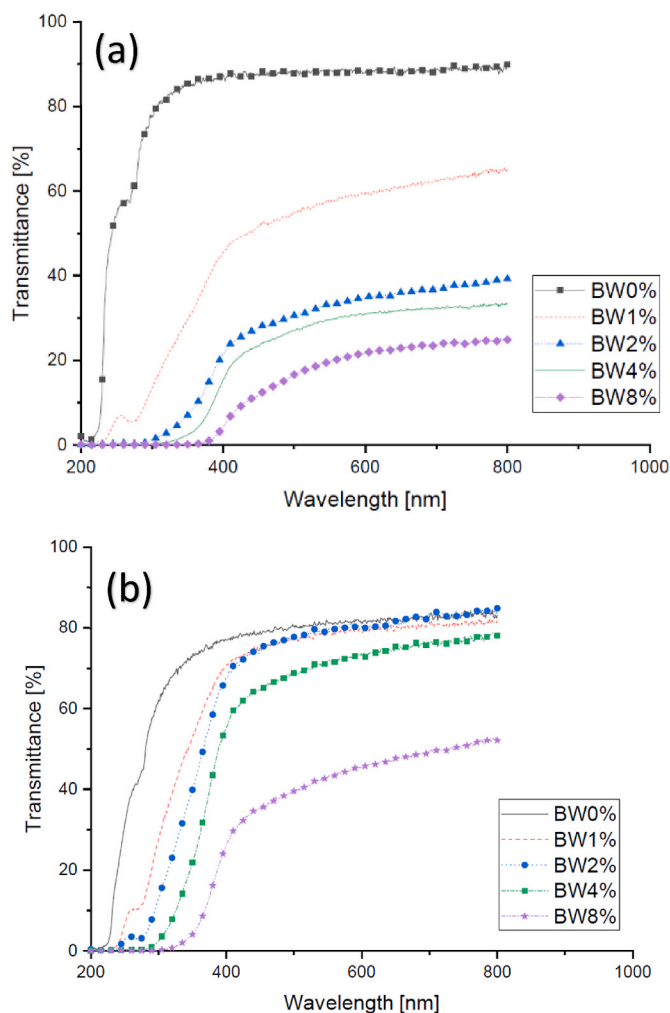 (a)
100
80
60
40
20
0
Transmittance [%]
200
400
600
800
1000
Wavelength [nm]
BW0%
BW1%
BW2%
BW4%
BW8%
(b)
100
80
60
40
20
0
Transmittance [%]
200
400
600
800
1000
Wavelength [nm]
BW0%
BW1%
BW2%
BW4%
BW8%